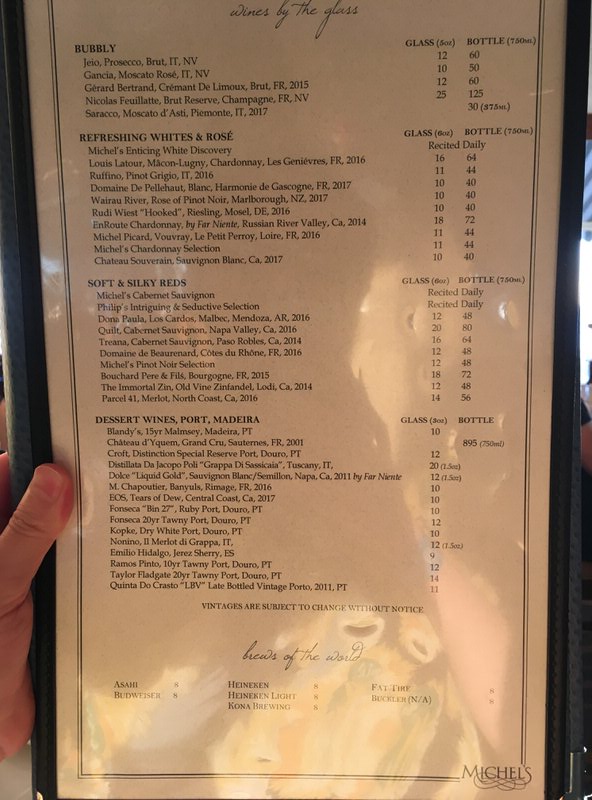 wines by the glass
BUBBLY GLASS (5oz) BOTTLE (750ML)
Jeio, Prosecco, Brut, IT, NV 12 60
Gancia, Moscato Rosé, IT, NV 10 50
Gérard Bertrand, Crémant De Limoux, Brut, FR, 2015 12 60
Nicolas Feuillatte, Brut Reserve, Champagne, FR, NV 25 125
Saracco, Moscato d'Asti, Piemonte, IT, 2017 30 (375ML)
REFRESHING WHITES & ROSÉ GLASS (6oz) BOTTLE (750ML)
Michel's Enticing White Discovery Recited Daily
Louis Latour, Mâcon-Lugny, Chardonnay, Les Geniévres, FR, 2016 16 64
Ruffino, Pinot Grigio, IT, 2016 11 44
Domaine De Pellehaut, Blanc, Harmonie de Gascogne, FR, 2017 10 40
Wairau River, Rose of Pinot Noir, Marlborough, NZ, 2017 10 40
Rudi Wiest "Hooked", Riesling, Mosel, DE, 2016 10 40
EnRoute Chardonnay, by Far Niente, Russian River Valley, Ca, 2014 18 72
Michel Picard, Vouvray, Le Petit Perroy, Loire, FR, 2016 11 44
Michel's Chardonnay Selection 11 44
Chateau Souverain, Sauvignon Blanc, Ca, 2017 10 40
SOFT & SILKY REDS GLASS (6oz) BOTTLE (750ML)
Michel's Cabernet Sauvignon Recited Daily
Philip's Intriguing & Seductive Selection Recited Daily
Dona Paula, Los Cardos, Malbec, Mendoza, AR, 2016 12 48
Quilt, Cabernet Sauvignon, Napa Valley, Ca, 2016 20 80
Treana, Cabernet Sauvignon, Paso Robles, Ca, 2014 16 64
Domaine de Beaurenard, Côtes du Rhône, FR, 2016 12 48
Michel's Pinot Noir Selection 12 48
Bouchard Pere & Fils, Bourgogne, FR, 2015 18 72
The Immortal Zin, Old Vine Zinfandel, Lodi, Ca, 2014 12 48
Parcel 41, Merlot, North Coast, Ca, 2016 14 56
DESSERT WINES, PORT, MADEIRA GLASS (3oz) BOTTLE
Blandy's, 15yr Malmsey, Madeira, PT 10
Château d'Yquem, Grand Cru, Sauternes, FR, 2001 895 (750ml)
Croft, Distinction Special Reserve Port, Douro, PT 12
Distillata Da Jacopo Poli "Grappa Di Sassicaia", Tuscany, IT, 20 (1.5oz)
Dolce "Liquid Gold", Sauvignon Blanc/Semillon, Napa, Ca, 2011 by Far Niente 12 (1.5oz)
M. Chapoutier, Banyuls, Rimage, FR, 2016 10
EOS, Tears of Dew, Central Coast, Ca, 2017 10
Fonseca "Bin 27", Ruby Port, Douro, PT 10
Fonseca 20yr Tawny Port, Douro, PT 12
Kopke, Dry White Port, Douro, PT 10
Nonino, Il Merlot di Grappa, IT, 12 (1.5oz)
Emilio Hidalgo, Jerez Sherry, ES 9
Ramos Pinto, 10yr Tawny Port, Douro, PT 12
Taylor Fladgate 20yr Tawny Port, Douro, PT 14
Quinta Do Crasto "LBV" Late Bottled Vintage Porto, 2011, PT 11
VINTAGES ARE SUBJECT TO CHANGE WITHOUT NOTICE
brews of the world
ASAHI 8 HEINEKEN 8 FAT TIRE 8
BUDWEISER 8 HEINEKEN LIGHT 8 BUCKLER (N/A) 8
KONA BREWING 8
MICHEL'S